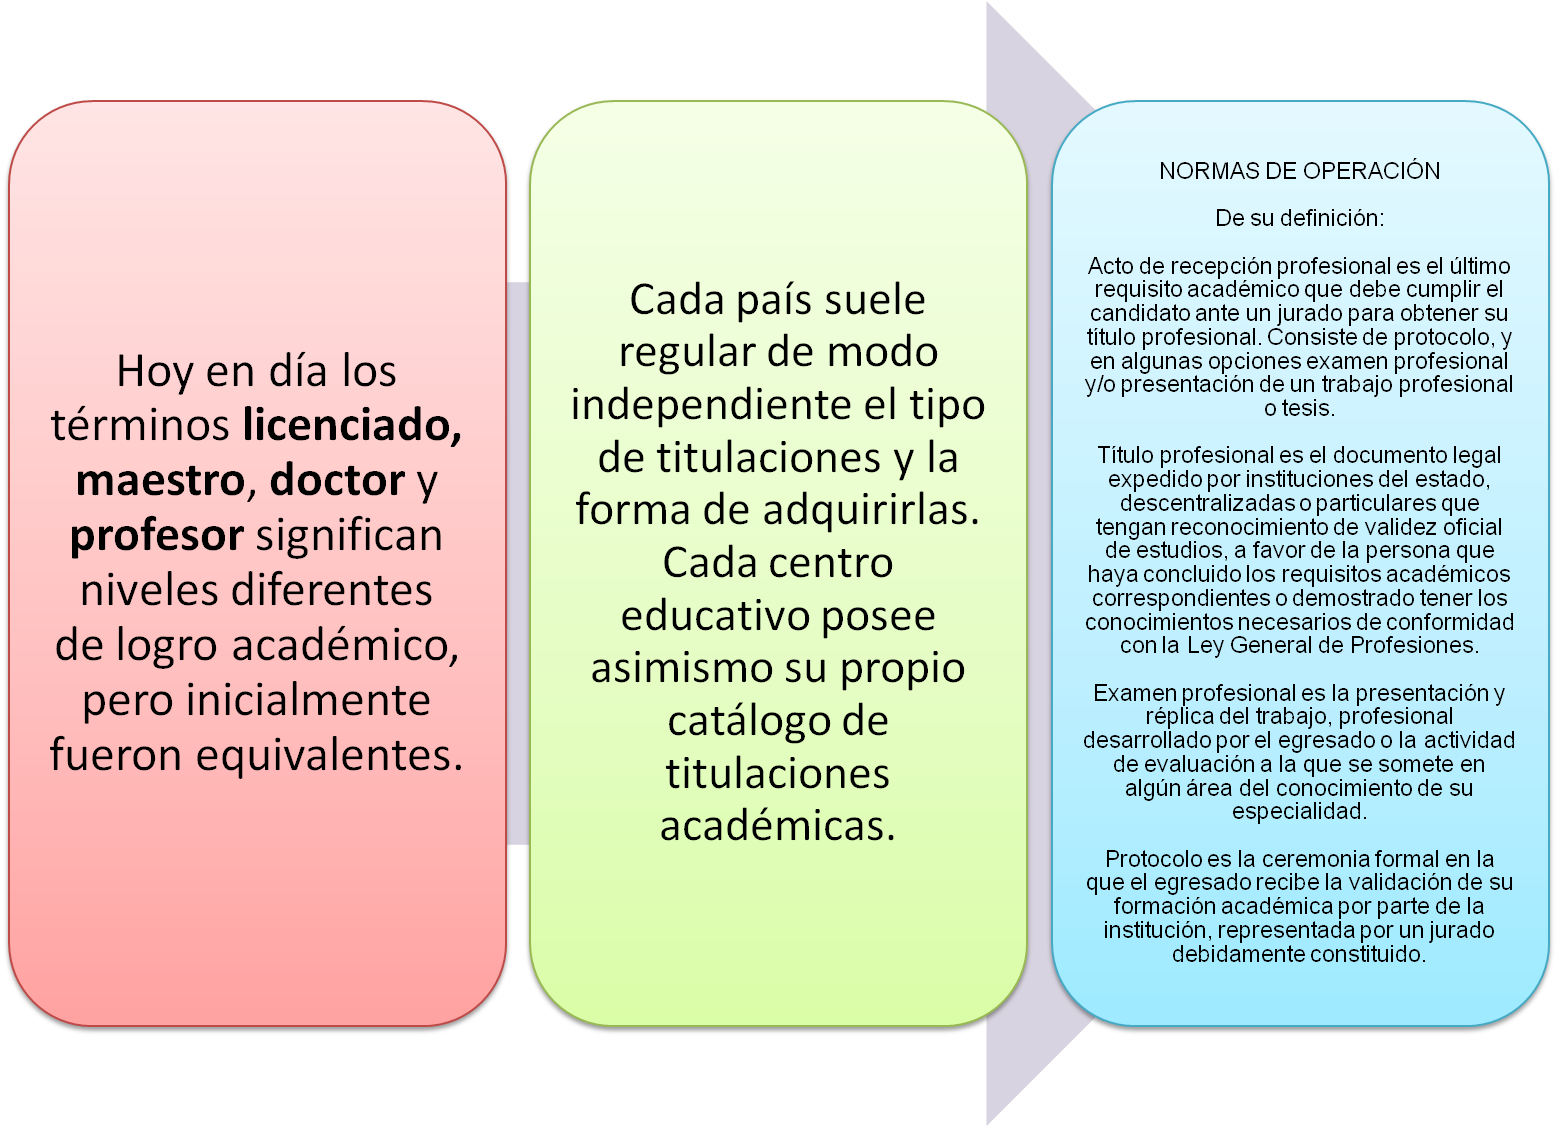 Hoy en día los
términos licenciado,
maestro, doctor y
profesor significan
niveles diferentes
de logro académico,
pero inicialmente
fueron equivalentes.
Cada país suele
regular de modo
independiente el tipo
de titulaciones y la
forma de adquirirlas.
Cada centro
educativo posee
asimismo su propio
catálogo de
titulaciones
académicas.
NORMAS DE OPERACIÓN
De su definición:
Acto de recepción profesional es el último
requisito académico que debe cumplir el
candidato ante un jurado para obtener su
título profesional. Consiste de protocolo, y
en algunas opciones examen profesional
y/o presentación de un trabajo profesional
o tesis.
Título profesional es el documento legal
expedido por instituciones del estado,
descentralizadas o particulares que
tengan reconocimiento de validez oficial
de estudios, a favor de la persona que
haya concluido los requisitos académicos
correspondientes o demostrado tener los
conocimientos necesarios de conformidad
con la Ley General de Profesiones.
Examen profesional es la presentación y
réplica del trabajo, profesional
desarrollado por el egresado o la actividad
de evaluación a la que se somete en
algún área del conocimiento de su
especialidad.
Protocolo es la ceremonia formal en la
que el egresado recibe la validación de su
formación académica por parte de la
institución, representada por un jurado
debidamente constituido.